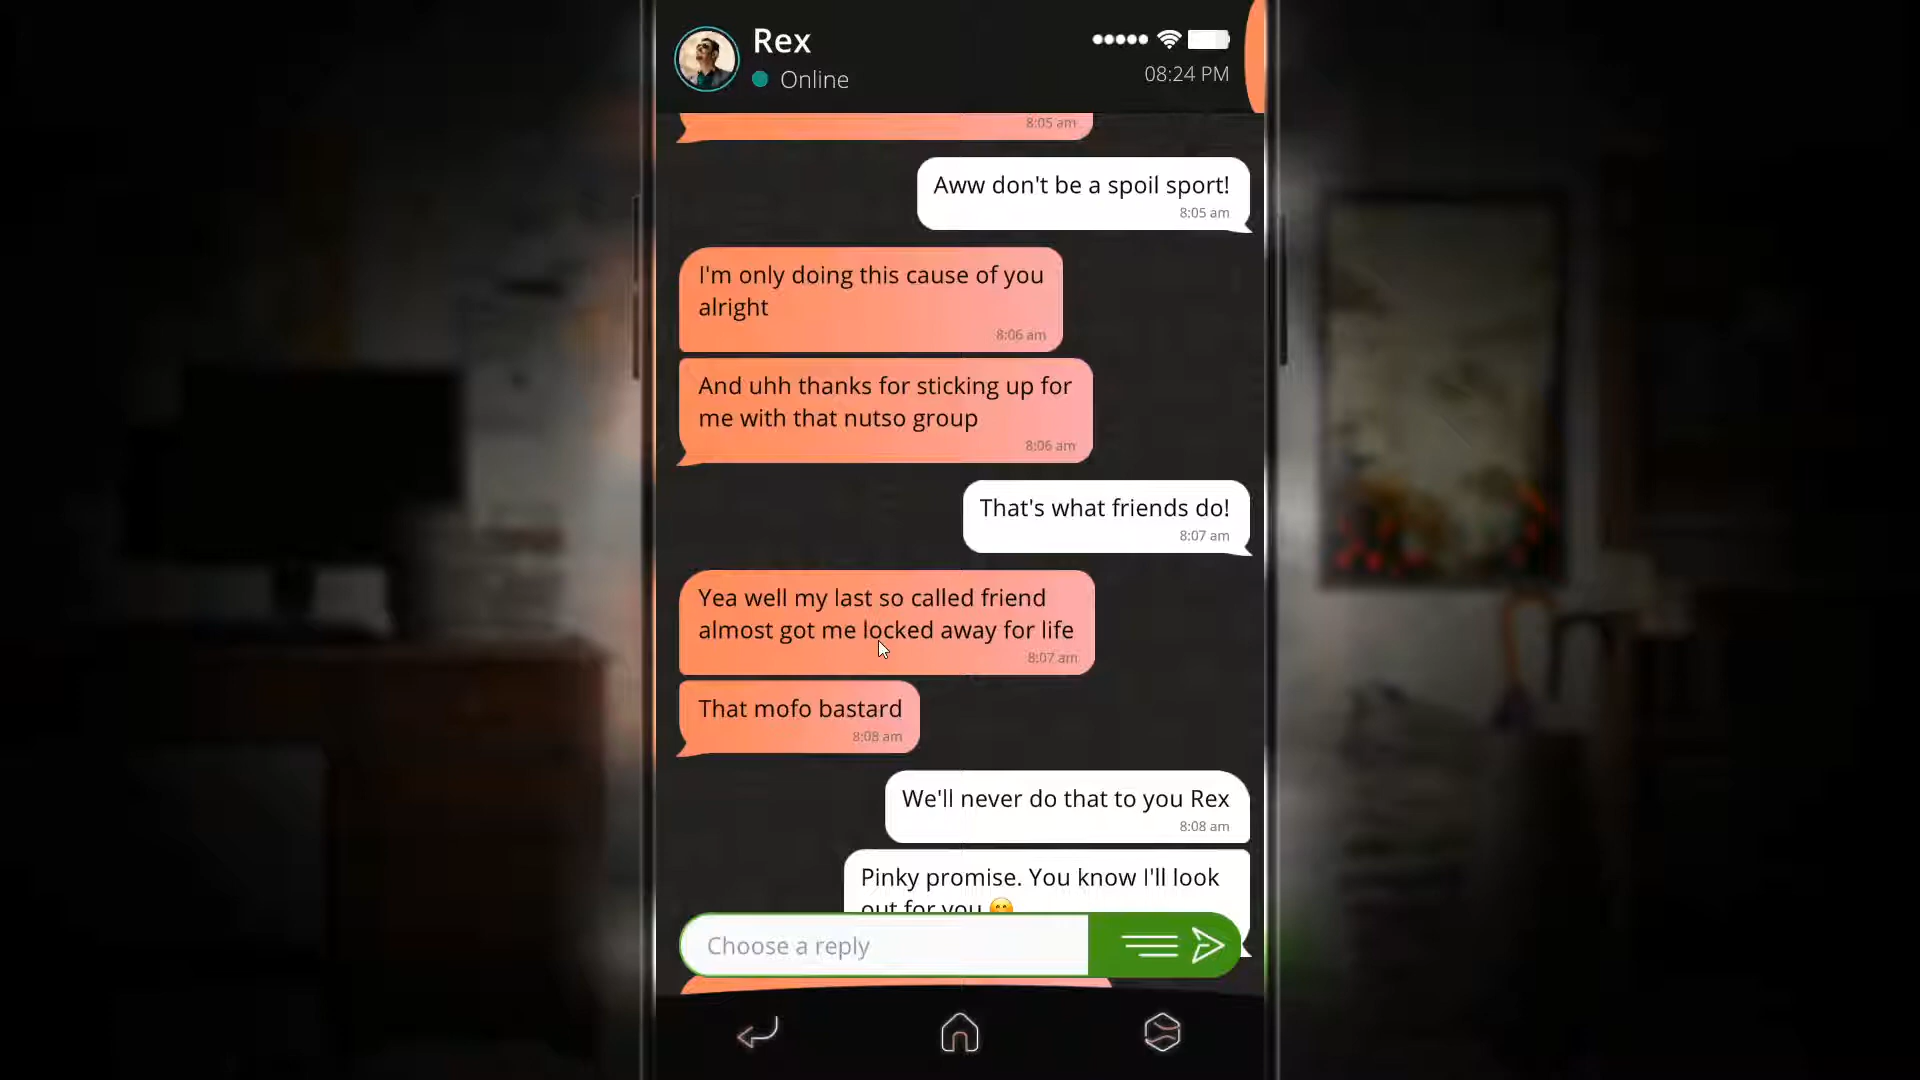 Rex
Online
08:24 PM
8:05 am
Aww don't be a spoil sport!
8:05 am
I'm only doing this cause of you
alright
8:06 am
And uhh thanks for sticking up for
me with that nutso group
8:06 am
That's what friends do!
8:07 am
Yea well my last so called friend
almost got me locked away for life
8:07 am
That mofo bastard
8:08 am
We'll never do that to you Rex
8:08 am
Pinky promise. You know I'll look
out for you 😊
Choose a reply